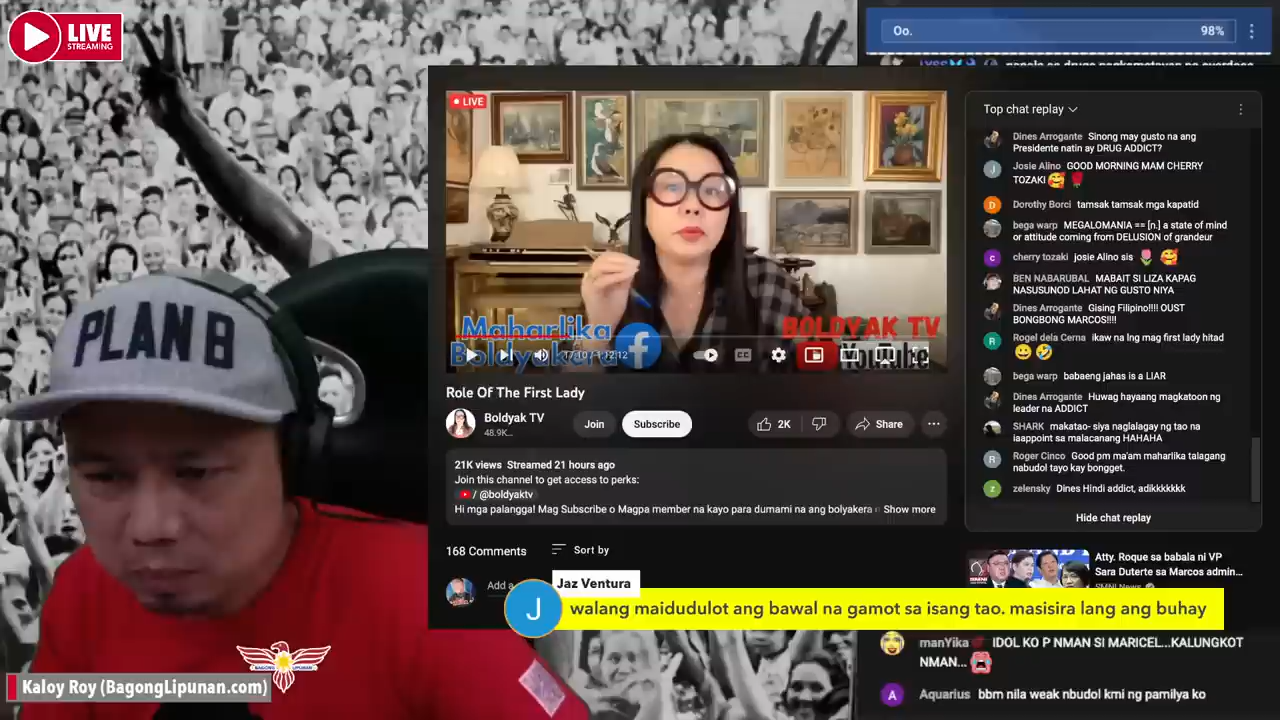 LIVE
STREAMING
Oo.
98%
LIVE
PLAN B
Maharlika
Boldyakera
BOLDYAK TV
Youtube
17:10 / 1:12:12
Role Of The First Lady
Boldyak TV
48.9K...
Join
Subscribe
2K
Share
21K views Streamed 21 hours ago
Join this channel to get access to perks:
/ @boldyaktv
Hi mga palangga! Mag Subscribe o Magpa member na kayo para dumami na ang bolyakera
Show more
168 Comments
Sort by
Add a
Top chat replay
Dines Arrogante Sinong may gusto na ang
Presidente natin ay DRUG ADDICT?
Josie Alino GOOD MORNING MAM CHERRY
TOZAKI 🥰🌹
Dorothy Borci tamsak tamsak mga kapatid
bega warp MEGALOMANIA == [n.] a state of mind
or attitude coming from DELUSION of grandeur
cherry tozaki josie Alino sis 🌷🥰
BEN NABARUBAL MABAIT SI LIZA KAPAG
NASUSUNOD LAHAT NG GUSTO NIYA
Dines Arrogante Gising Filipino!!!! OUST
BONGBONG MARCOS!!!!
Rogel dela Cerna ikaw na lng mag first lady hitad
😀🤣
bega warp babaeng jahas is a LIAR
Dines Arrogante Huwag hayaang magkatoon ng
leader na ADDICT
SHARK makatao- siya naglalagay ng tao na
iaappoint sa malacanang HAHAHA
Roger Cinco Good pm ma'am maharlika talagang
nabudol tayo kay bongget.
zelensky Dines HIndi addict, adikkkkkkk
Hide chat replay
Atty. Roque sa babala ni VP
Sara Duterte sa Marcos admin...
SMNI News
Jaz Ventura
J
walang maidudulot ang bawal na gamot sa isang tao. masisira lang ang buhay
manYika IDOL KO P NMAN SI MARICEL...KALUNGKOT
NMAN...
A
Aquarius bbm nila weak nbudol krni ng pamilya ko
BAGONG LIPUNAN
Kaloy Roy (BagongLipunan.com)